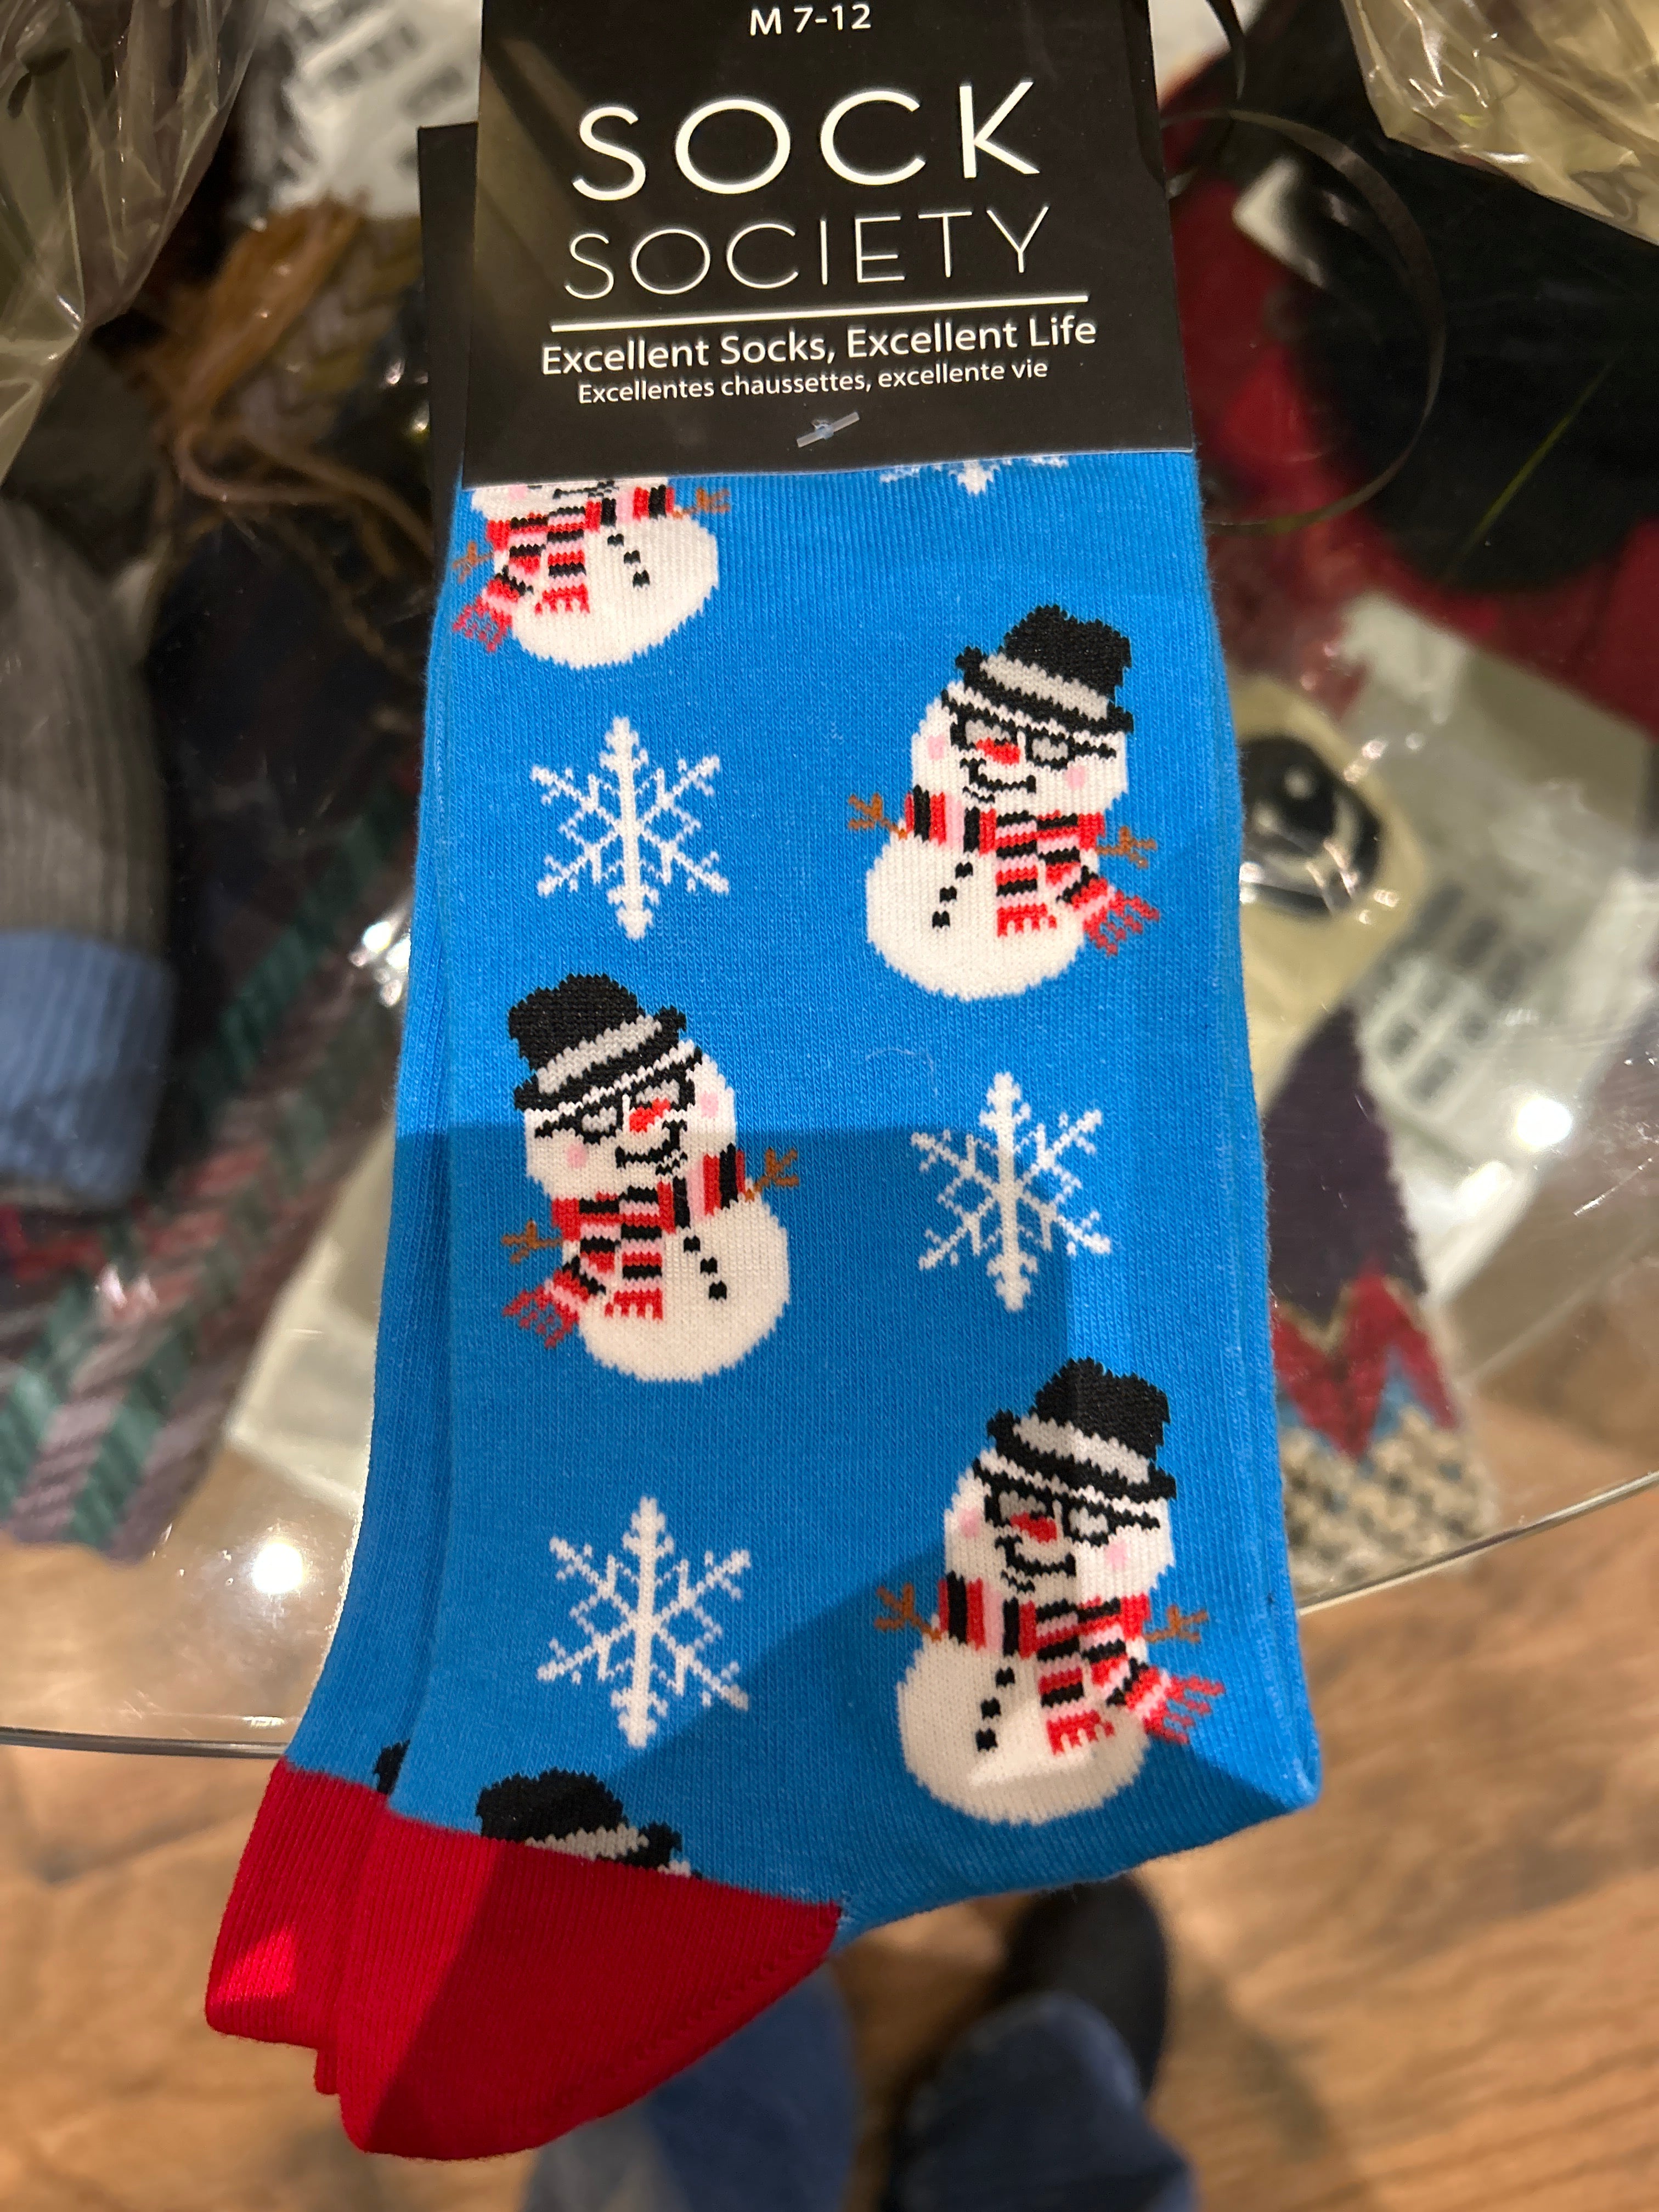 M 7-12
SOCK
SOCIETY
Excellent Socks, Excellent Life
Excellentes chaussettes, excellente vie